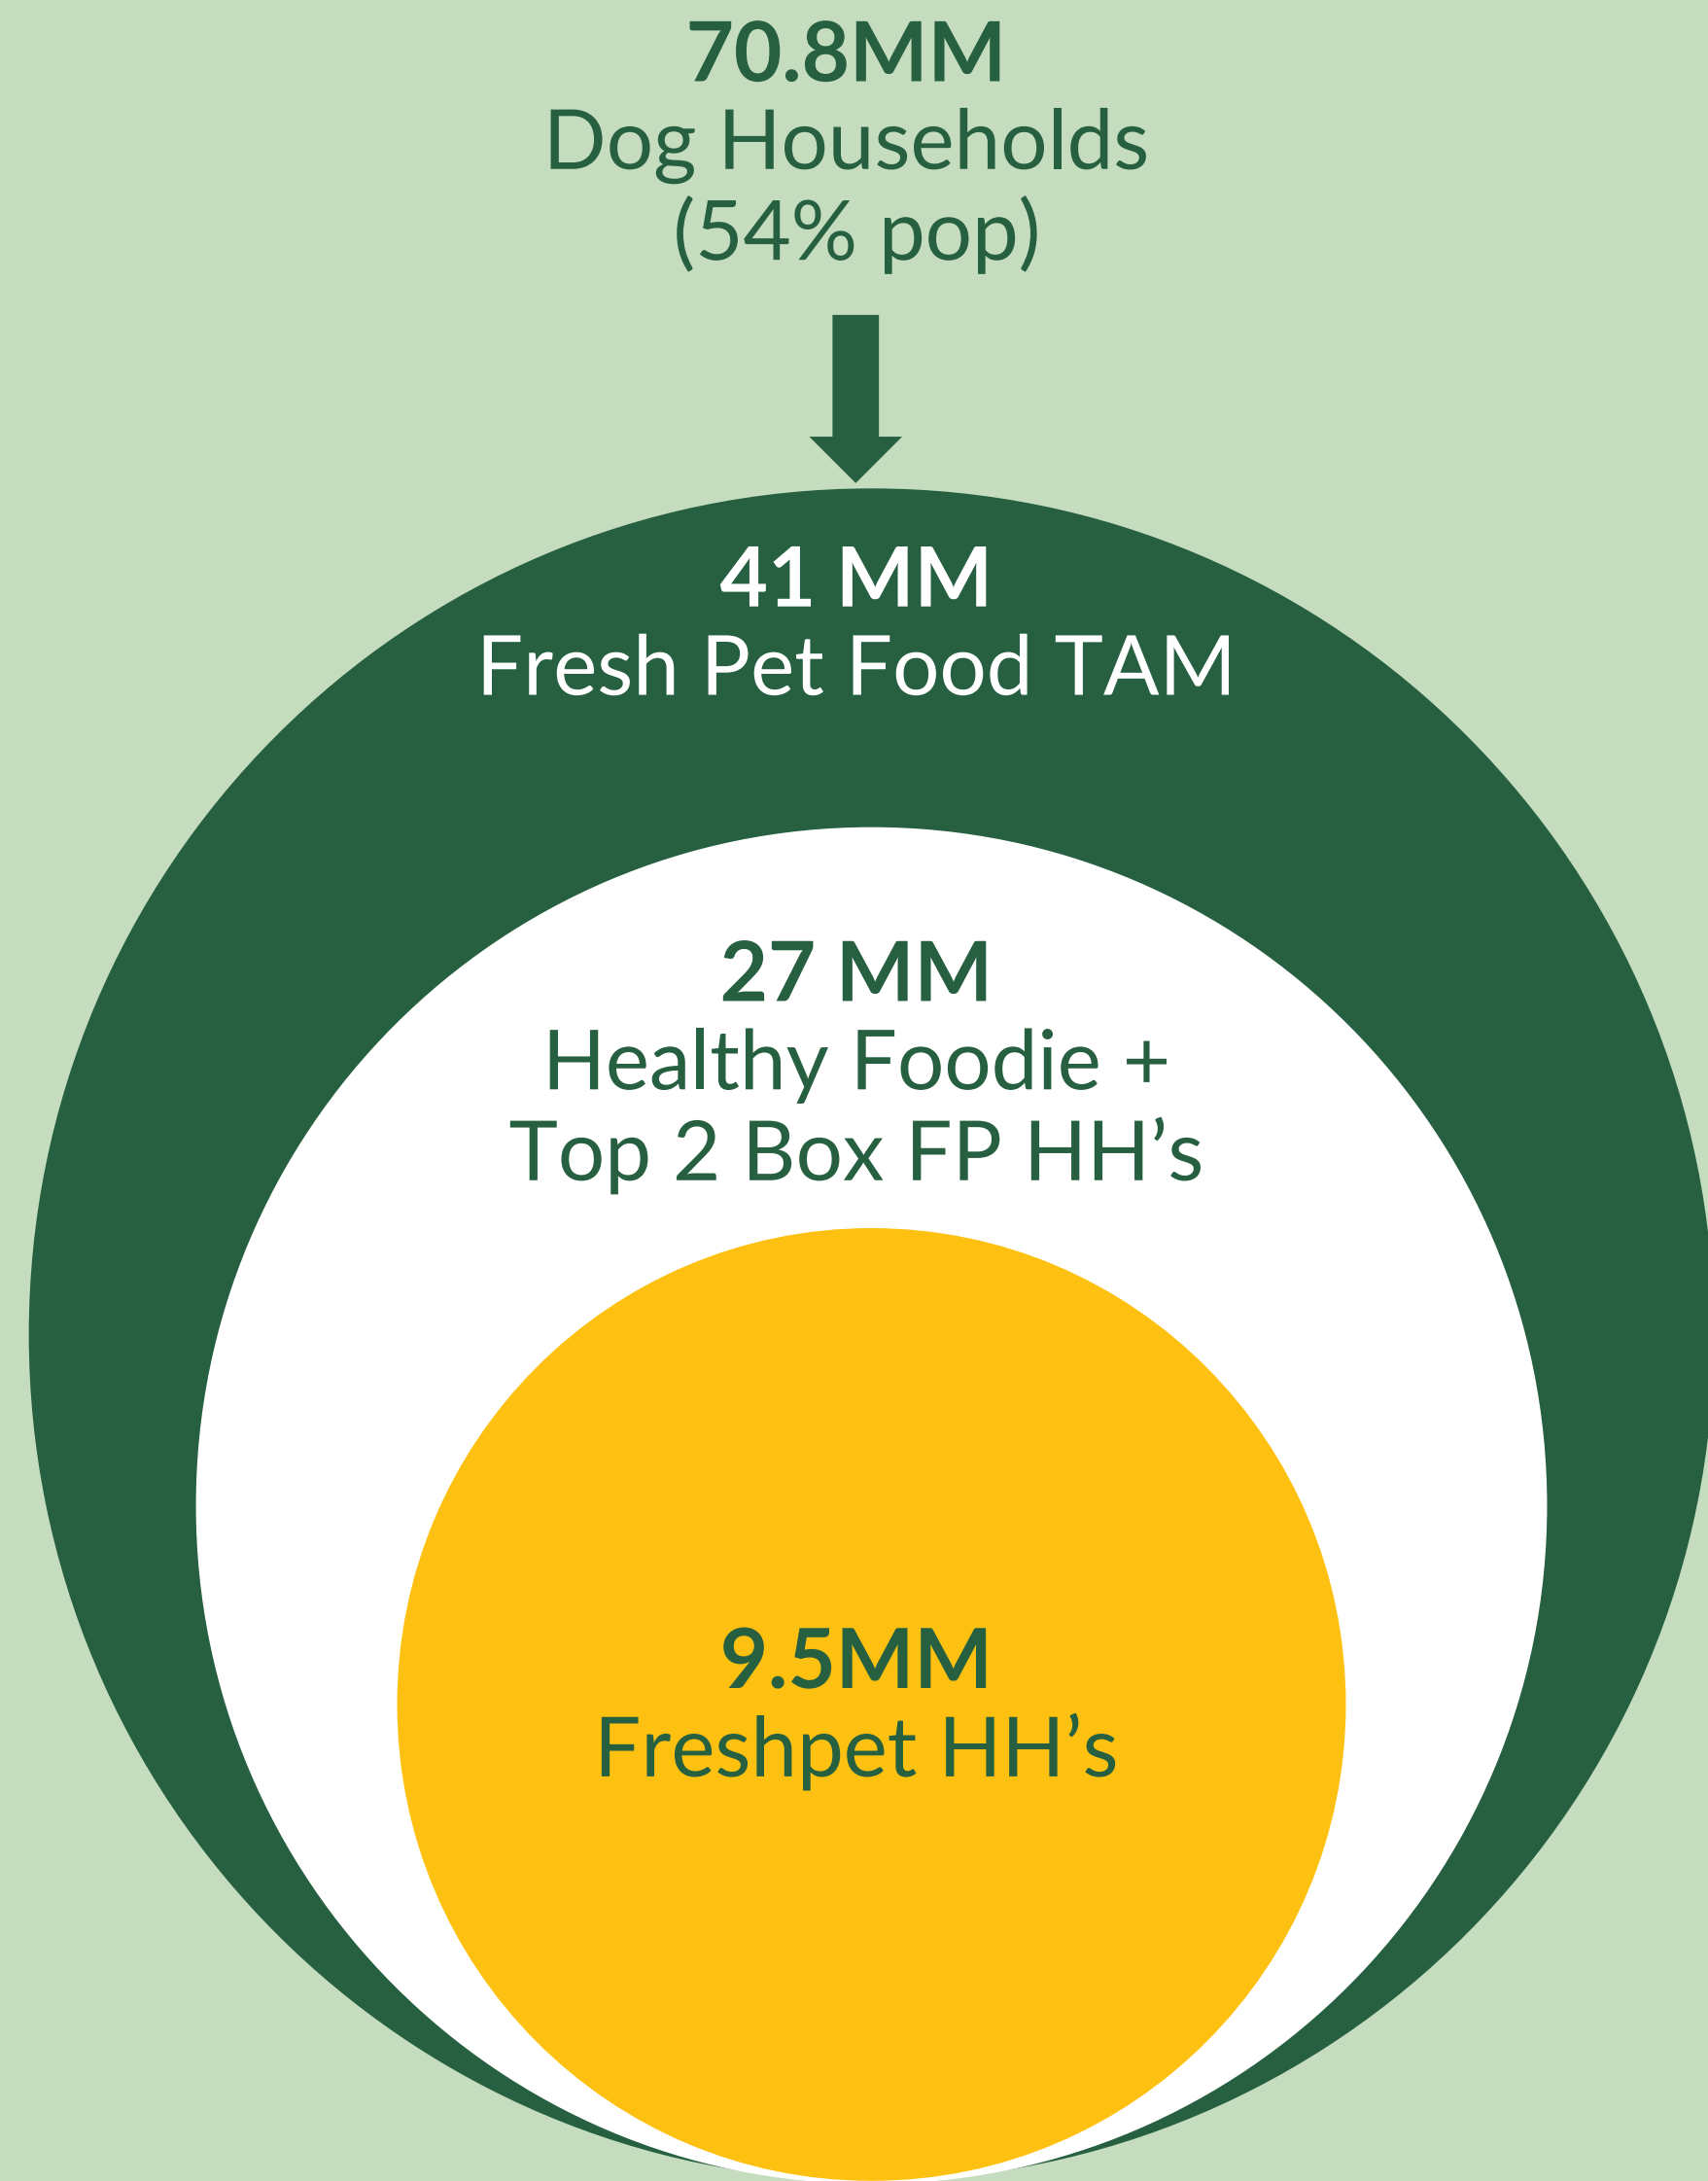 70.8MM
Dog Households
(54% pop)
41 MM
Fresh Pet Food TAM
27 MM
Healthy Foodie +
Top 2 Box FP HH’s
9.5MM
Freshpet HH’s